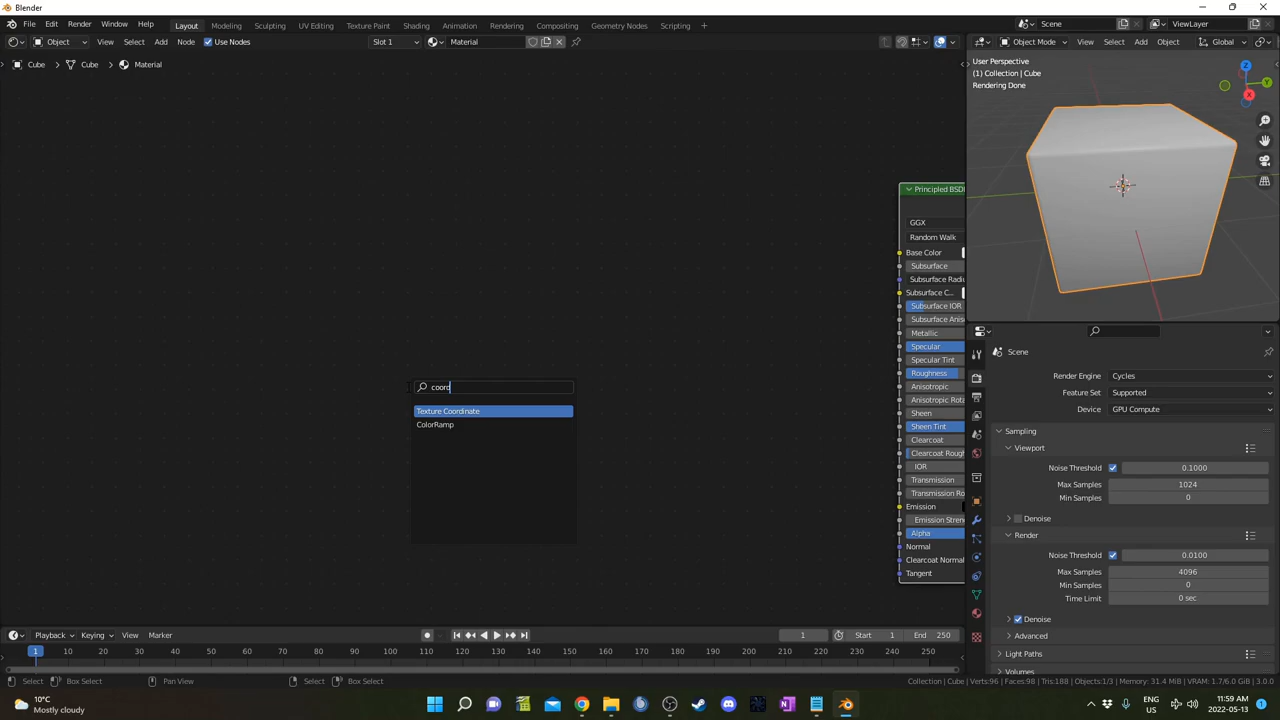 Blender
File Edit Render Window Help Layout Modeling Sculpting UV Editing Texture Paint Shading Animation Rendering Compositing Geometry Nodes Scripting + Scene ViewLayer
Object View Select Add Node Use Nodes Slot 1 Material Object Mode View Select Add Object Global
Cube Cube Material
User Perspective
(1) Collection | Cube
Rendering Done
Z
Y
X
Principled BSD
GGX
Random Walk
Base Color
Subsurface
Subsurface Radiu
Subsurface C...
Subsurface IOR
Subsurface Anis
Metallic
Specular
Specular Tint
Roughness
Anisotropic
Anisotropic Rota
Sheen
Sheen Tint
Clearcoat
Clearcoat Rough
IOR
Transmission
Transmission Ro
Emission
Emission Stren
Alpha
Normal
Clearcoat Normal
Tangent
coord
Texture Coordinate
ColorRamp
Scene
Render Engine Cycles
Feature Set Supported
Device GPU Compute
Sampling
Viewport
Noise Threshold 0.1000
Max Samples 1024
Min Samples 0
Denoise
Render
Noise Threshold 0.0100
Max Samples 4096
Min Samples 0
Time Limit 0 sec
Denoise
Advanced
Light Paths
Volumes
Playback Keying View Marker 1 Start 1 End 250
1 10 20 30 40 50 60 70 80 90 100 110 120 130 140 150 160 170 180 190 200 210 220 230 240 250
Select Box Select Pan View Select Box Select Collection | Cube | Verts:96 | Faces:98 | Tris:188 | Objects:1/3 | Memory: 31.4 MiB | VRAM: 1.7/6.0 GiB | 3.0.0
10°C
Mostly cloudy
ENG
US
11:59 AM
2022-05-13